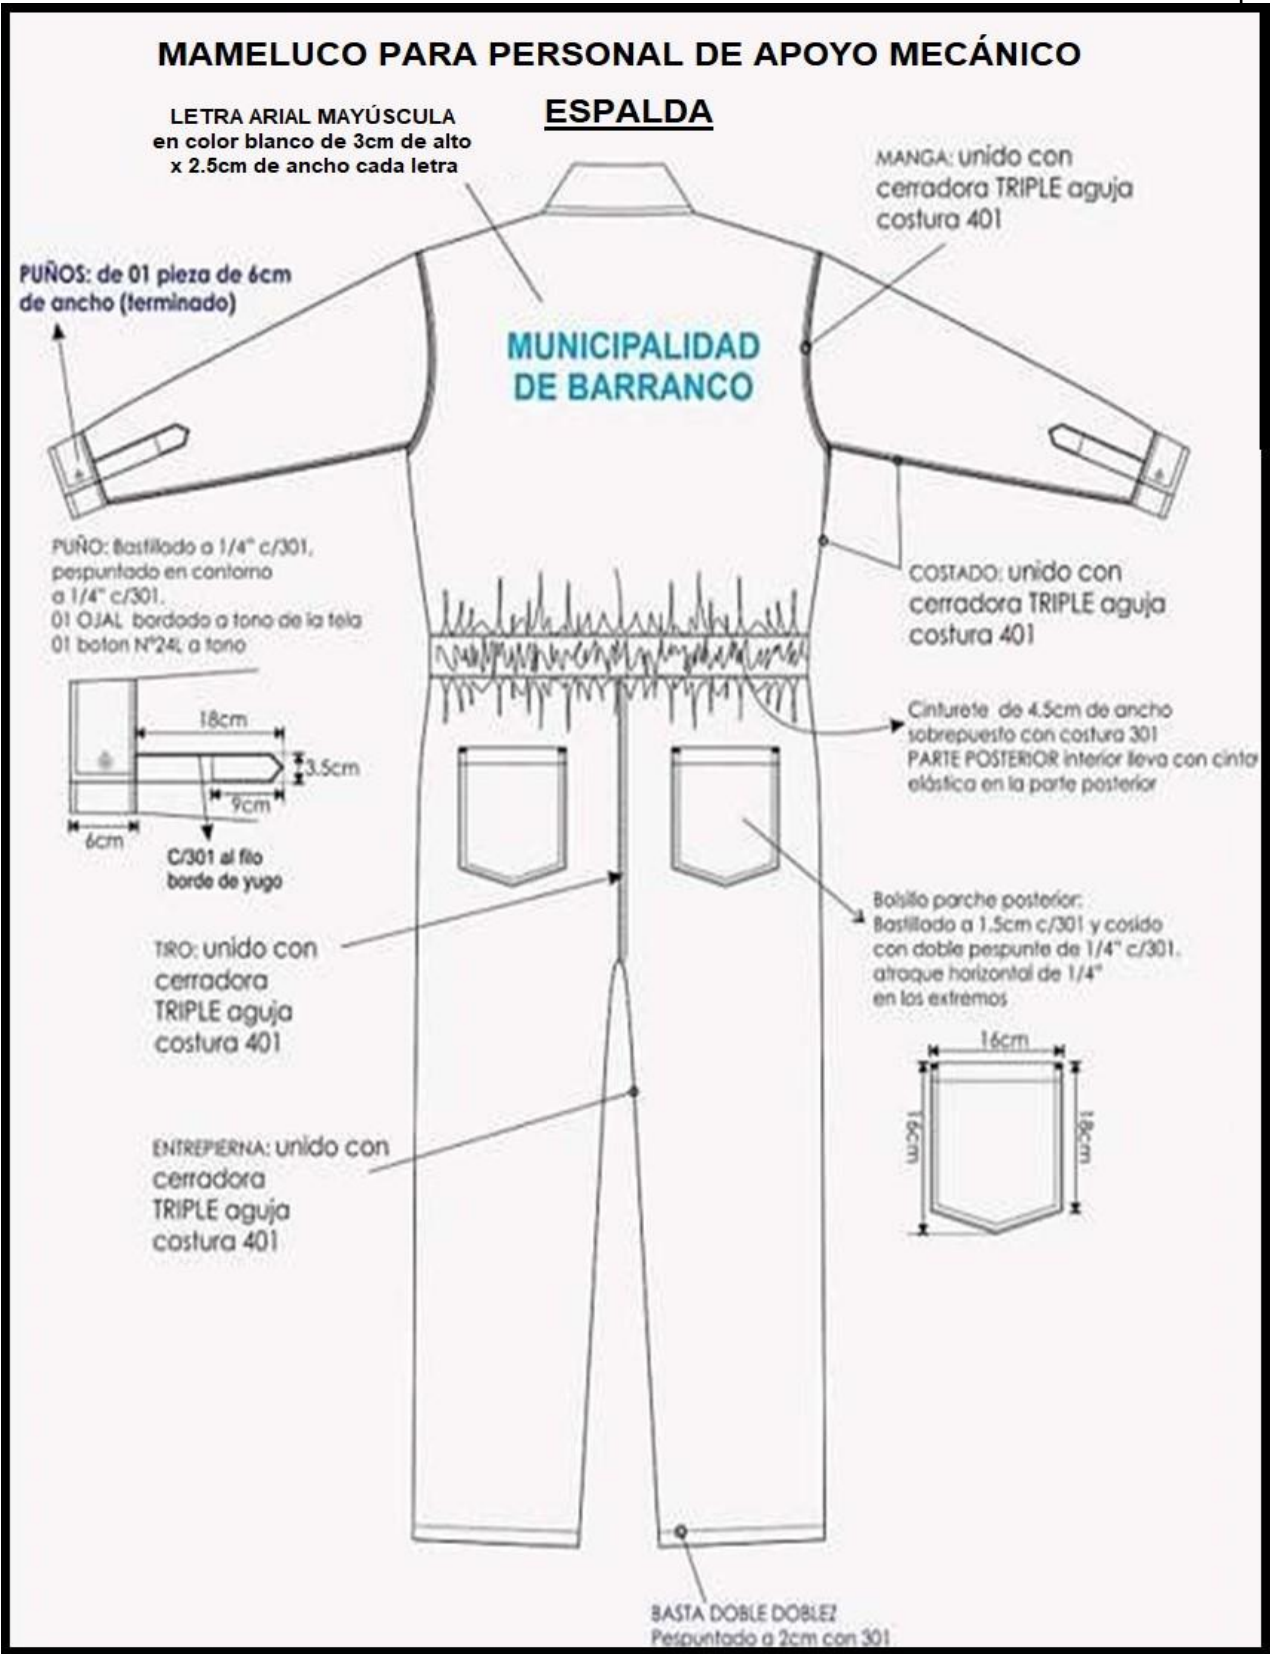 MAMELUCO PARA PERSONAL DE APOYO MECÁNICO
ESPALDA
LETRA ARIAL MAYÚSCULA
en color blanco de 3cm de alto
x 2.5cm de ancho cada letra
MANGA: unido con
cerradora TRIPLE aguja
costura 401
PUÑOS: de 01 pieza de 6cm
de ancho (terminado)
MUNICIPALIDAD
DE BARRANCO
PUÑO: Bastillado a 1/4" c/301,
pespuntado en contorno
a 1/4" c/301.
01 OJAL bordado a tono de la tela
01 boton N°24L a tono
COSTADO: unido con
cerradora TRIPLE aguja
costura 401
18cm
3.5cm
9cm
6cm
C/301 al filo
borde de yugo
Cinturete de 4.5cm de ancho
sobrepuesto con costura 301
PARTE POSTERIOR interior lleva con cinta
elástica en la parte posterior
TIRO: unido con
cerradora
TRIPLE aguja
costura 401
Bolsillo parche posterior:
Bastillado a 1.5cm c/301 y cosido
con doble pespunte de 1/4" c/301.
atraque horizontal de 1/4"
en los extremos
16cm
16cm
18cm
ENTREPIERNA: unido con
cerradora
TRIPLE aguja
costura 401
BASTA DOBLE DOBLEZ
Pespuntado a 2cm con 301